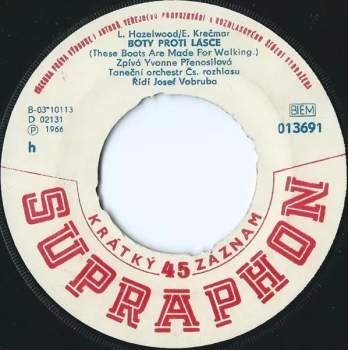 L. Hazelwood/E. Krečmar
BOTY PROTI LÁSCE
(These Boots Are Made For Walking.)
Zpívá Yvonne Přenosilová
Taneční orchestr Čs. rozhlasu
Řídí Josef Vobruba
B-03*10113
D 02131
Ⓟ 1966
h
BIEM
013691
KRÁTKÝ 45 ZÁZNAM
SUPRAPHON